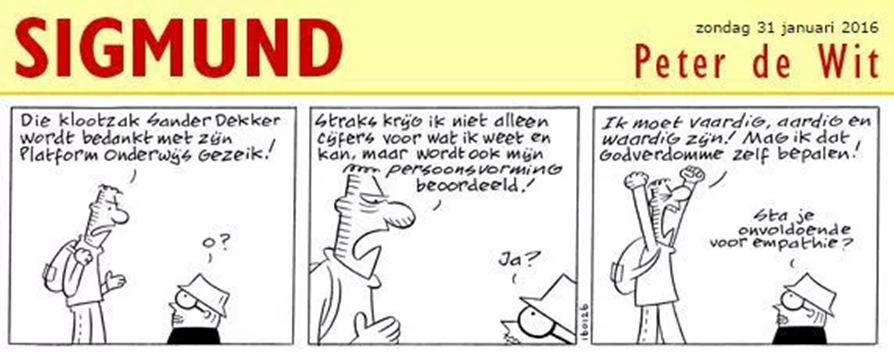 SIGMUND
zondag 31 januari 2016
Peter de Wit
Die klootzak Sander Dekker
wordt bedankt met zijn
Platform Onderwijs Gezeik!
O?
Straks krijg ik niet alleen
cijfers voor wat ik weet en
kan, maar wordt ook mijn
persoonsvorming
beoordeeld!
Ja?
160126
Ik moet vaardig, aardig en
waardig zijn! Mag ik dat
Godverdomme zelf bepalen!
Sta je
onvoldoende
voor empathie?